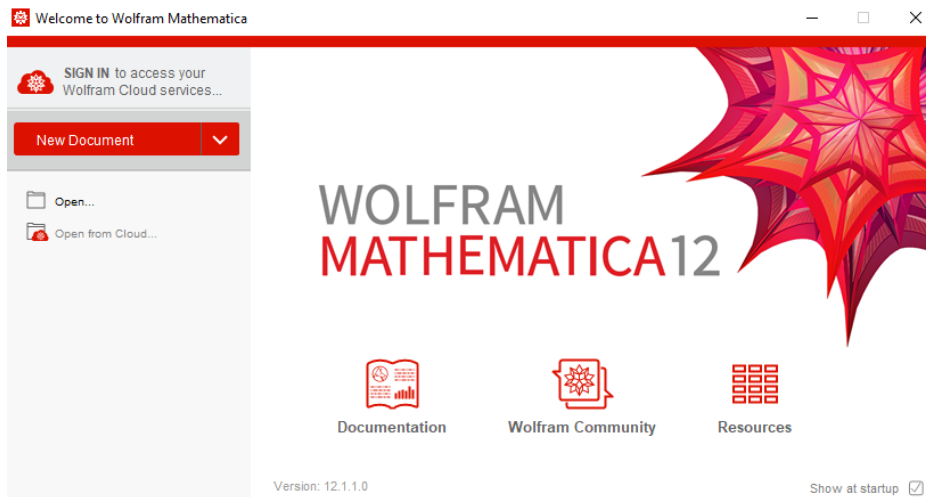 Welcome to Wolfram Mathematica
SIGN IN to access your
Wolfram Cloud services...
New Document
Open...
Open from Cloud...
WOLFRAM
MATHEMATICA12
Documentation
Wolfram Community
Resources
Version: 12.1.1.0
Show at startup